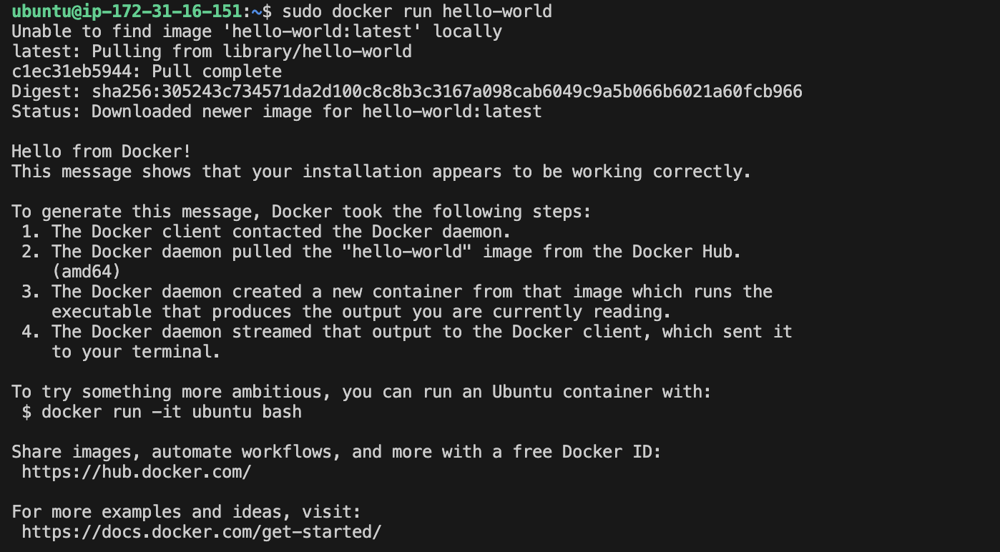 ubuntu@ip-172-31-16-151:~$ sudo docker run hello-world
Unable to find image 'hello-world:latest' locally
latest: Pulling from library/hello-world
c1ec31eb5944: Pull complete
Digest: sha256:305243c734571da2d100c8c8b3c3167a098cab6049c9a5b066b6021a60fcb966
Status: Downloaded newer image for hello-world:latest

Hello from Docker!
This message shows that your installation appears to be working correctly.

To generate this message, Docker took the following steps:
 1. The Docker client contacted the Docker daemon.
 2. The Docker daemon pulled the "hello-world" image from the Docker Hub.
    (amd64)
 3. The Docker daemon created a new container from that image which runs the
    executable that produces the output you are currently reading.
 4. The Docker daemon streamed that output to the Docker client, which sent it
    to your terminal.

To try something more ambitious, you can run an Ubuntu container with:
 $ docker run -it ubuntu bash

Share images, automate workflows, and more with a free Docker ID:
 https://hub.docker.com/

For more examples and ideas, visit:
 https://docs.docker.com/get-started/